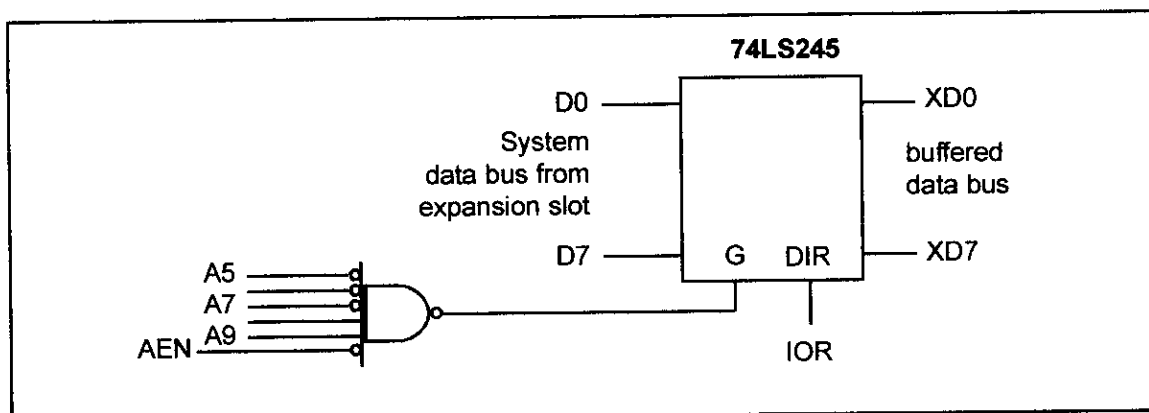 74LS245
D0
XD0
System
data bus from
expansion slot
buffered
data bus
D7
G
DIR
XD7
A5
A7
A9
AEN
IOR